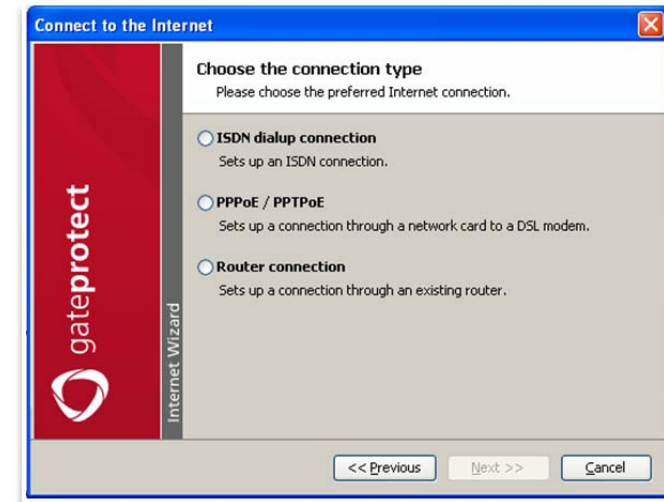 Connect to the Internet
Choose the connection type
Please choose the preferred Internet connection.
ISDN dialup connection
Sets up an ISDN connection.
PPPoE / PPTPoE
Sets up a connection through a network card to a DSL modem.
Router connection
Sets up a connection through an existing router.
gateprotect
Internet Wizard
<< Previous
Next >>
Cancel